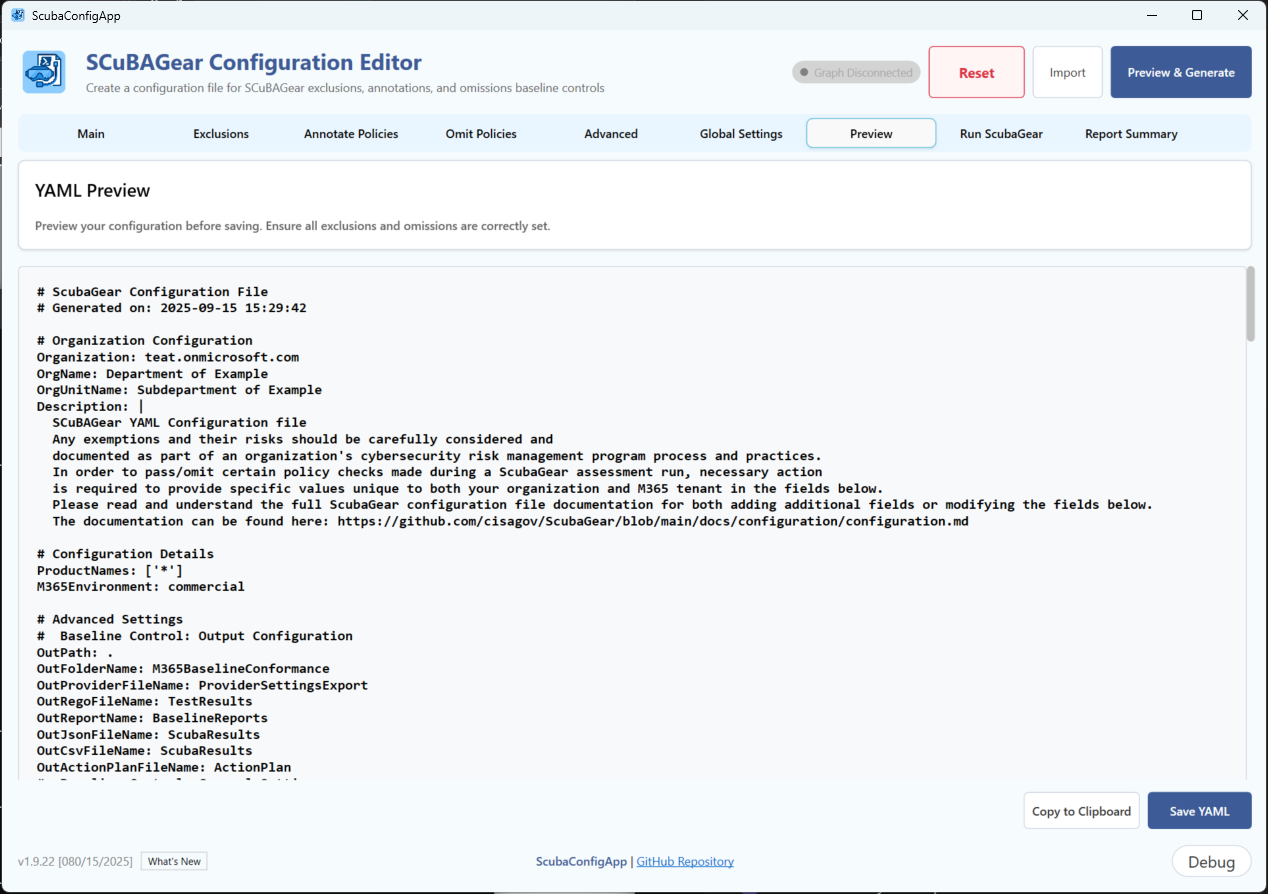 ScubaConfigApp
SCuBAGear Configuration Editor
Create a configuration file for SCuBAGear exclusions, annotations, and omissions baseline controls
Graph Disconnected
Reset
Import
Preview & Generate
Main
Exclusions
Annotate Policies
Omit Policies
Advanced
Global Settings
Preview
Run ScubaGear
Report Summary
YAML Preview
Preview your configuration before saving. Ensure all exclusions and omissions are correctly set.
# ScubaGear Configuration File
# Generated on: 2025-09-15 15:29:42
# Organization Configuration
Organization: teat.onmicrosoft.com
OrgName: Department of Example
OrgUnitName: Subdepartment of Example
Description: |
SCuBAGear YAML Configuration file
Any exemptions and their risks should be carefully considered and
documented as part of an organization's cybersecurity risk management program process and practices.
In order to pass/omit certain policy checks made during a ScubaGear assessment run, necessary action
is required to provide specific values unique to both your organization and M365 tenant in the fields below.
Please read and understand the full ScubaGear configuration file documentation for both adding additional fields or modifying the fields below.
The documentation can be found here: https://github.com/cisagov/ScubaGear/blob/main/docs/configuration/configuration.md
# Configuration Details
ProductNames: ['*']
M365Environment: commercial
# Advanced Settings
#  Baseline Control: Output Configuration
OutPath: .
OutFolderName: M365BaselineConformance
OutProviderFileName: ProviderSettingsExport
OutRegoFileName: TestResults
OutReportName: BaselineReports
OutJsonFileName: ScubaResults
OutCsvFileName: ScubaResults
OutActionPlanFileName: ActionPlan
Copy to Clipboard
Save YAML
v1.9.22 [080/15/2025]
What's New
ScubaConfigApp | GitHub Repository
Debug